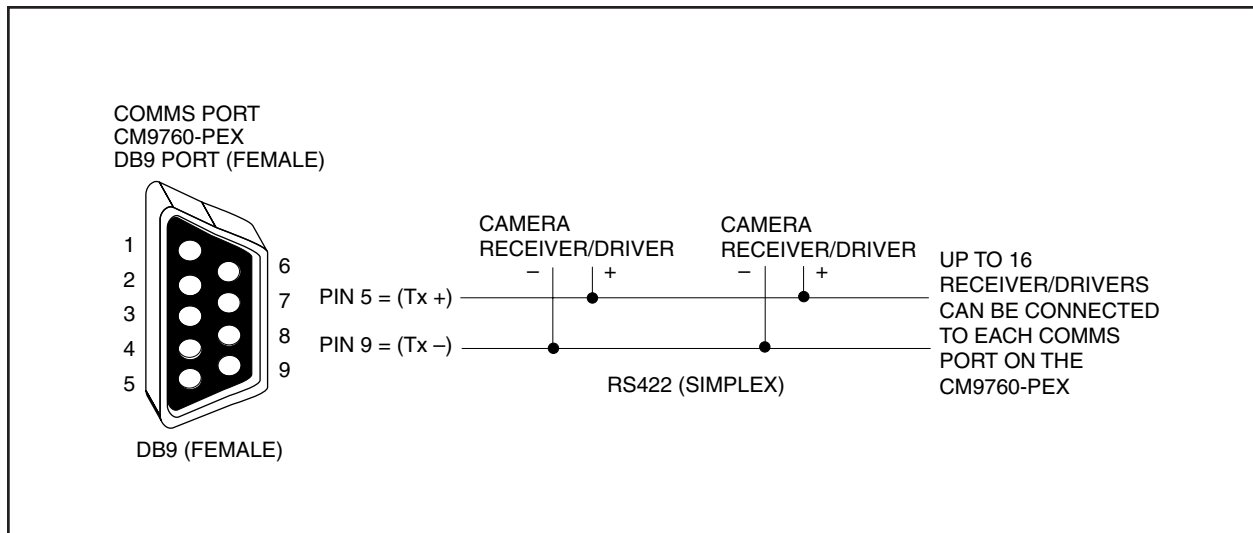 COMMS PORT
CM9760-PEX
DB9 PORT (FEMALE)
1
2
3
4
5
6
7
8
9
DB9 (FEMALE)
PIN 5 = (Tx +)
PIN 9 = (Tx –)
CAMERA
RECEIVER/DRIVER
– +
CAMERA
RECEIVER/DRIVER
– +
RS422 (SIMPLEX)
UP TO 16
RECEIVER/DRIVERS
CAN BE CONNECTED
TO EACH COMMS
PORT ON THE
CM9760-PEX